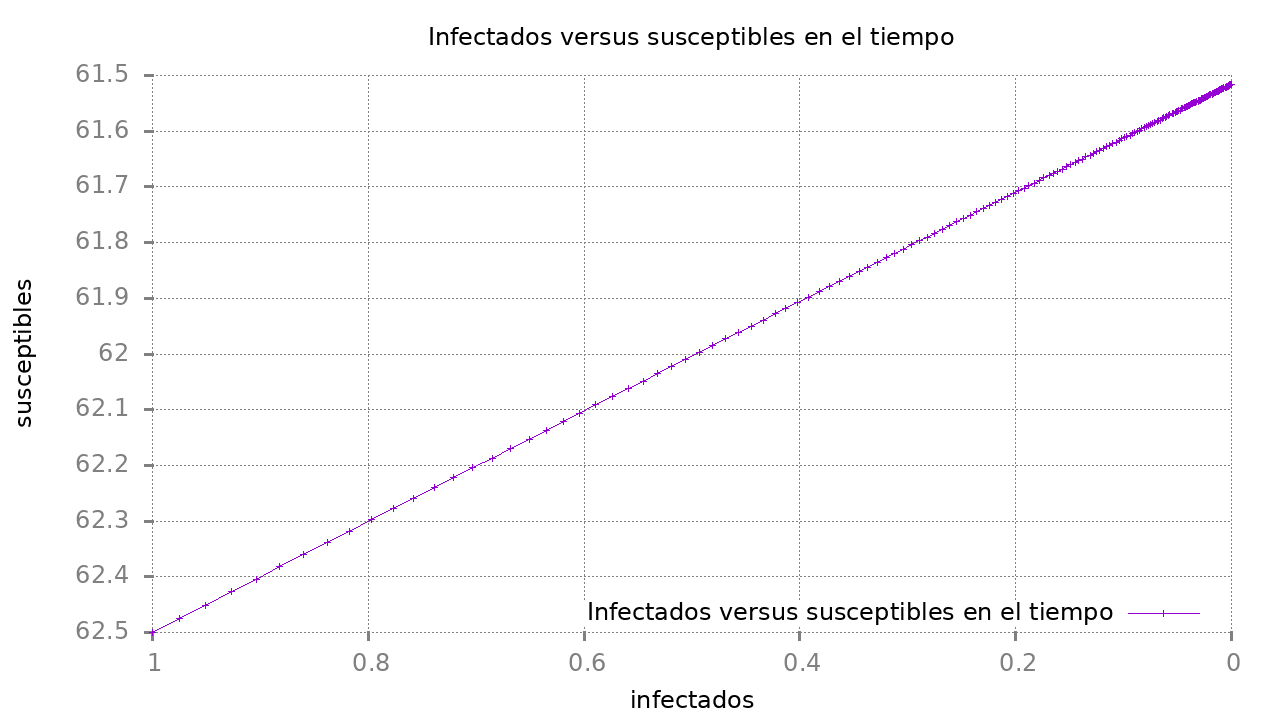 Infectados versus susceptibles en el tiempo
61.5
61.6
61.7
61.8
61.9
62
62.1
62.2
62.3
62.4
62.5
susceptibles
Infectados versus susceptibles en el tiempo
1 0.8 0.6 0.4 0.2 0
infectados